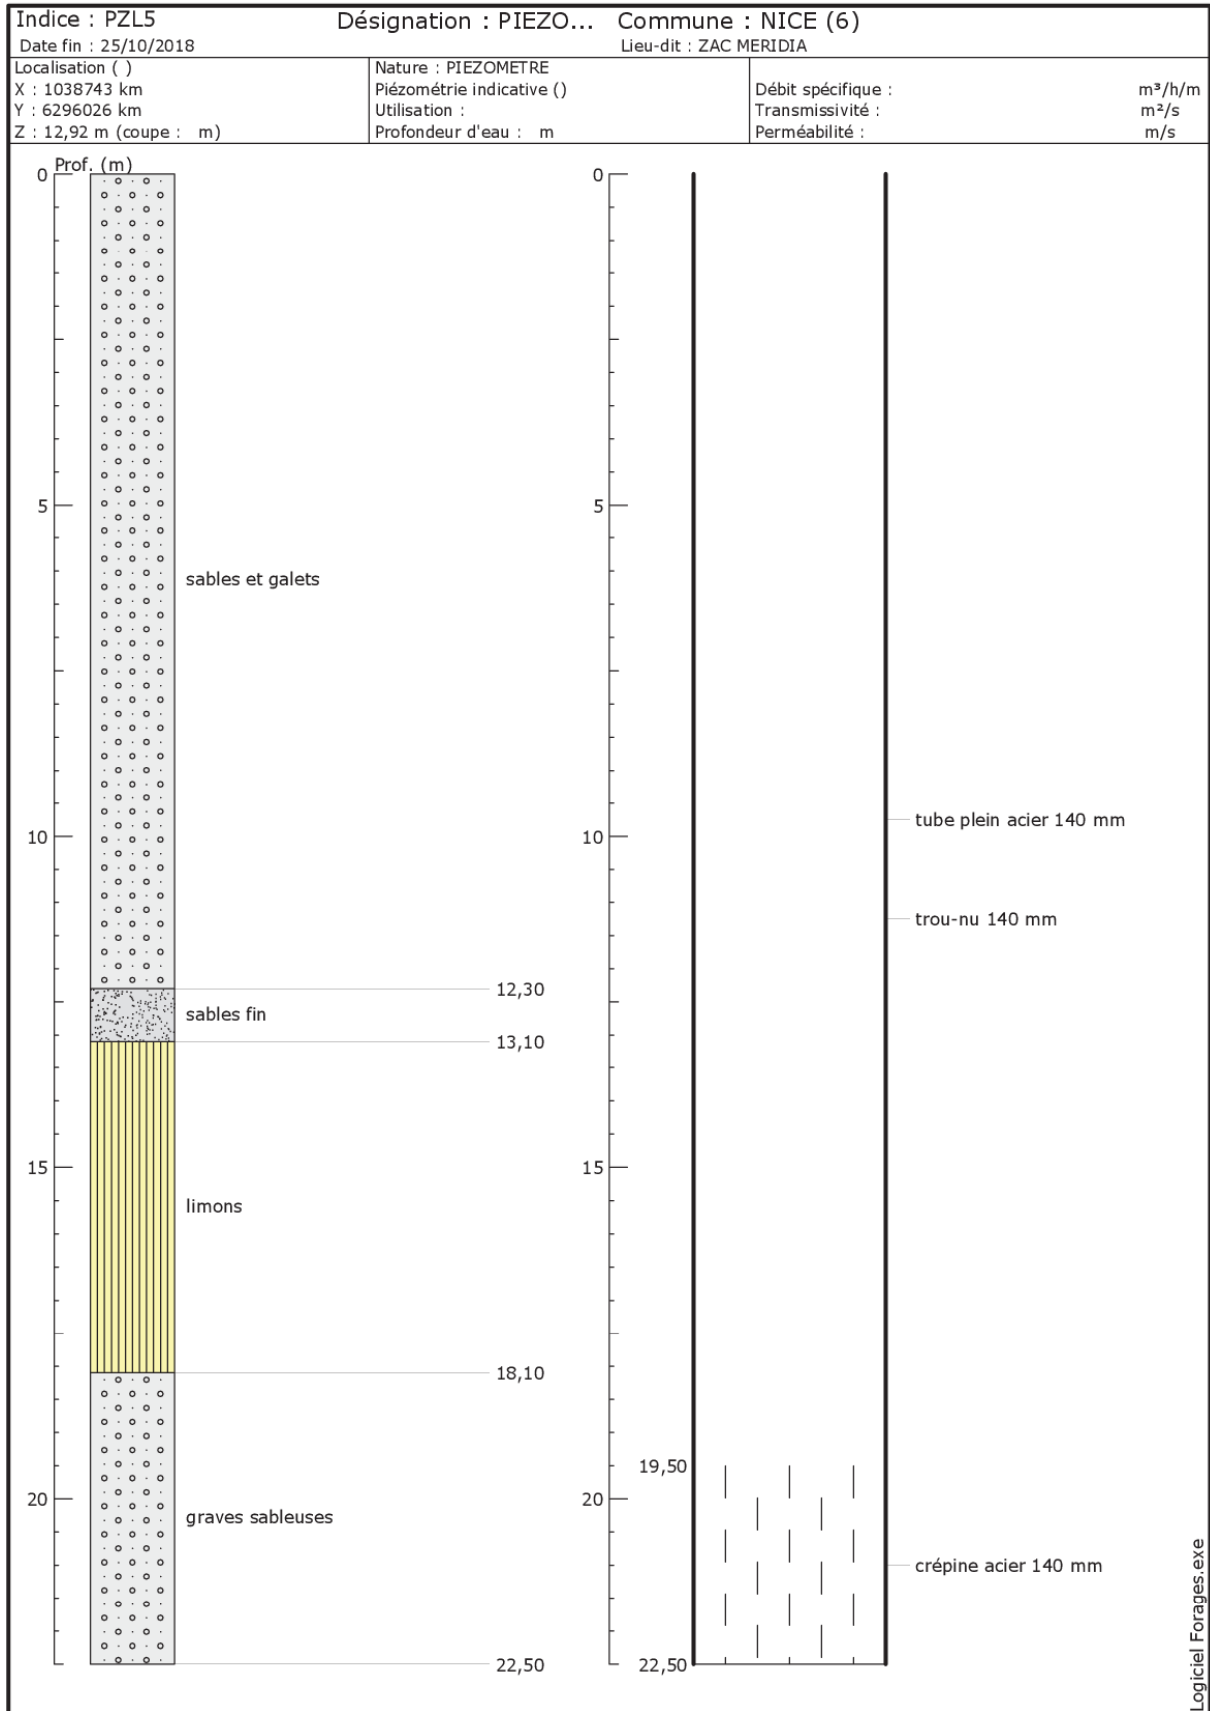 Indice : PZL5 Désignation : PIEZO... Commune : NICE (6)
Date fin : 25/10/2018 Lieu-dit : ZAC MERIDIA
Localisation ( )
X : 1038743 km
Y : 6296026 km
Z : 12,92 m (coupe : m)
Nature : PIEZOMETRE
Piézométrie indicative ()
Utilisation :
Profondeur d'eau : m
Débit spécifique : m³/h/m
Transmissivité : m²/s
Perméabilité : m/s
Prof. (m)
0
5
sables et galets
10
12,30
sables fin
13,10
15
limons
18,10
20
graves sableuses
22,50
0
5
tube plein acier 140 mm
10
trou-nu 140 mm
15
19,50
20
crépine acier 140 mm
22,50
Logiciel Forages.exe